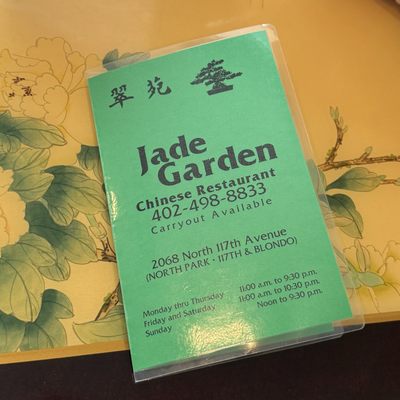 翠苑
Jade
Garden
Chinese Restaurant
402-498-8833
Carryout Available
2068 North 117th Avenue
(NORTH PARK • 117TH & BLONDO)
Monday thru Thursday 11:00 a.m. to 9:30 p.m.
Friday and Saturday 11:00 a.m. to 10:30 p.m.
Sunday Noon to 9:30 p.m.